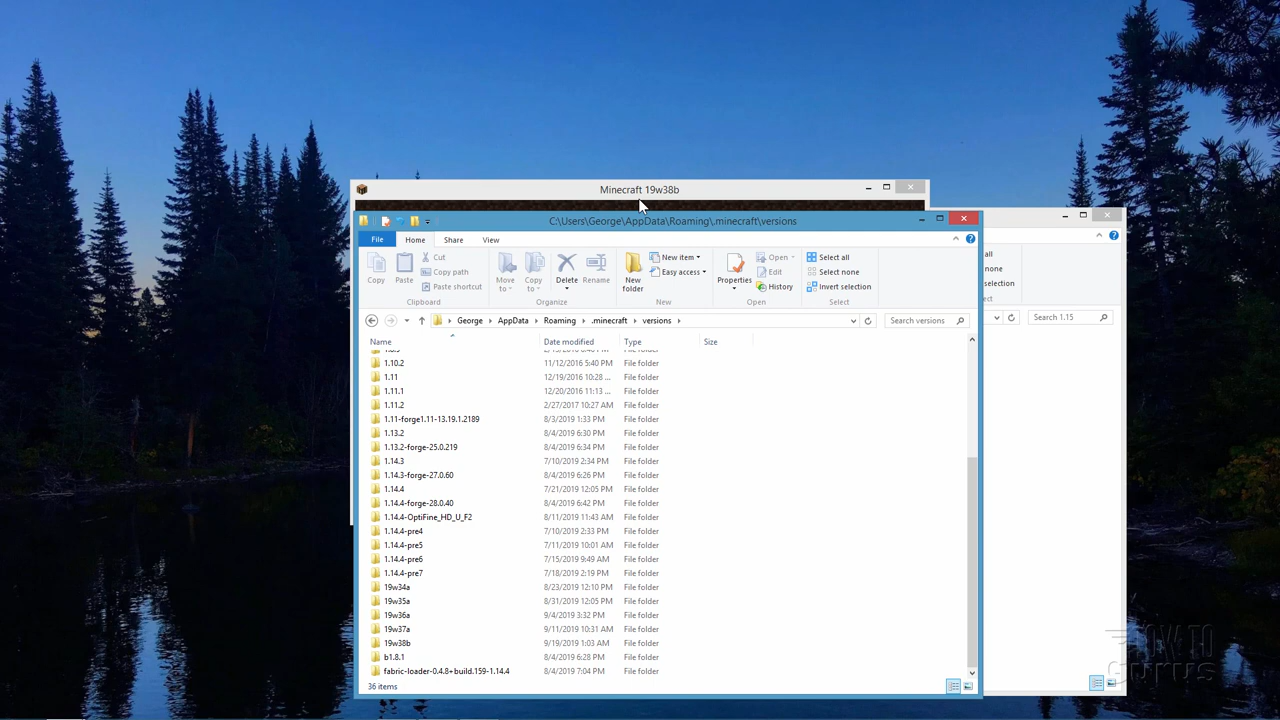 Minecraft 19w38b
C:\Users\George\AppData\Roaming\.minecraft\versions
File Home Share View
Copy
Paste
Cut
Copy path
Paste shortcut
Clipboard
Move to
Copy to
Delete
Rename
Organize
New folder
New item
Easy access
New
Properties
Open
Edit
History
Open
Select all
Select none
Invert selection
Select
all
none
selection
George AppData Roaming .minecraft versions
Search versions
Search 1.15
Name Date modified Type Size
1.10.2 11/12/2016 5:40 PM File folder
1.11 12/19/2016 10:28 ... File folder
1.11.1 12/20/2016 11:13 ... File folder
1.11.2 2/27/2017 10:27 AM File folder
1.11-forge1.11-13.19.1.2189 8/3/2019 1:33 PM File folder
1.13.2 8/4/2019 6:30 PM File folder
1.13.2-forge-25.0.219 8/4/2019 6:34 PM File folder
1.14.3 7/10/2019 2:34 PM File folder
1.14.3-forge-27.0.60 8/4/2019 6:26 PM File folder
1.14.4 7/21/2019 12:05 PM File folder
1.14.4-forge-28.0.40 8/4/2019 6:42 PM File folder
1.14.4-OptiFine_HD_U_F2 8/11/2019 11:43 AM File folder
1.14.4-pre4 7/10/2019 2:33 PM File folder
1.14.4-pre5 7/11/2019 10:01 AM File folder
1.14.4-pre6 7/15/2019 9:49 AM File folder
1.14.4-pre7 7/18/2019 2:19 PM File folder
19w34a 8/23/2019 12:10 PM File folder
19w35a 8/31/2019 12:05 PM File folder
19w36a 9/4/2019 3:32 PM File folder
19w37a 9/11/2019 10:31 AM File folder
19w38b 9/19/2019 1:03 AM File folder
b1.8.1 8/4/2019 6:28 PM File folder
fabric-loader-0.4.8+build.159-1.14.4 8/4/2019 7:04 PM File folder
36 items
HOW TO
GURUS